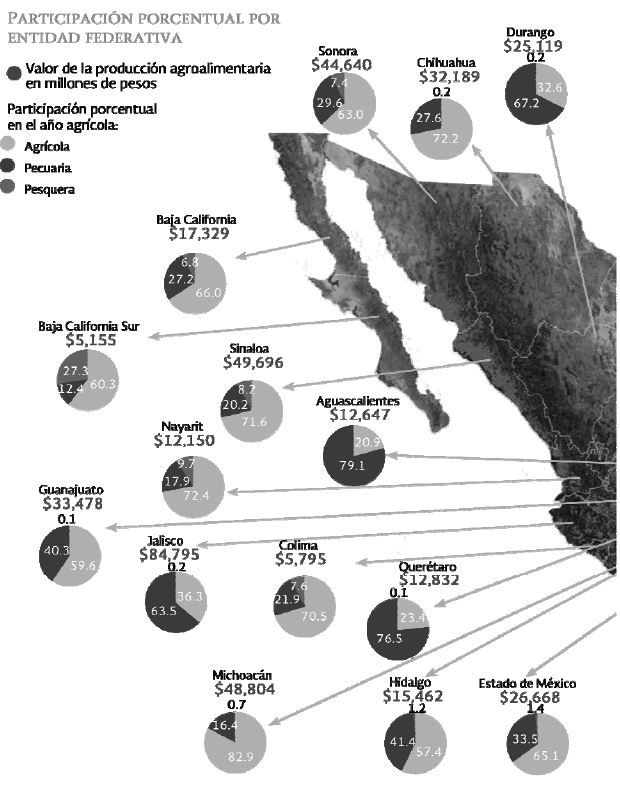 PARTICIPACIÓN PORCENTUAL POR
ENTIDAD FEDERATIVA
Valor de la producción agroalimentaria
en millones de pesos
Participación porcentual
en el año agrícola:
Agrícola
Pecuaria
Pesquera
Sonora
$44,640
7.4
29.6
63.0
Chihuahua
$32,189
0.2
27.6
72.2
Durango
$25,119
0.2
32.6
67.2
Baja California
$17,329
6.8
27.2
66.0
Baja California Sur
$5,155
27.3
12.4
60.3
Sinaloa
$49,696
8.2
20.2
71.6
Aguascalientes
$12,647
20.9
79.1
Nayarit
$12,150
9.7
17.9
72.4
Guanajuato
$33,478
0.1
40.3
59.6
Jalisco
$84,795
0.2
36.3
63.5
Colima
$5,795
7.6
21.9
70.5
Querétaro
$12,832
0.1
23.4
76.5
Michoacán
$48,804
0.7
16.4
82.9
Hidalgo
$15,462
1.2
41.4
57.4
Estado de México
$26,668
1.4
33.5
65.1